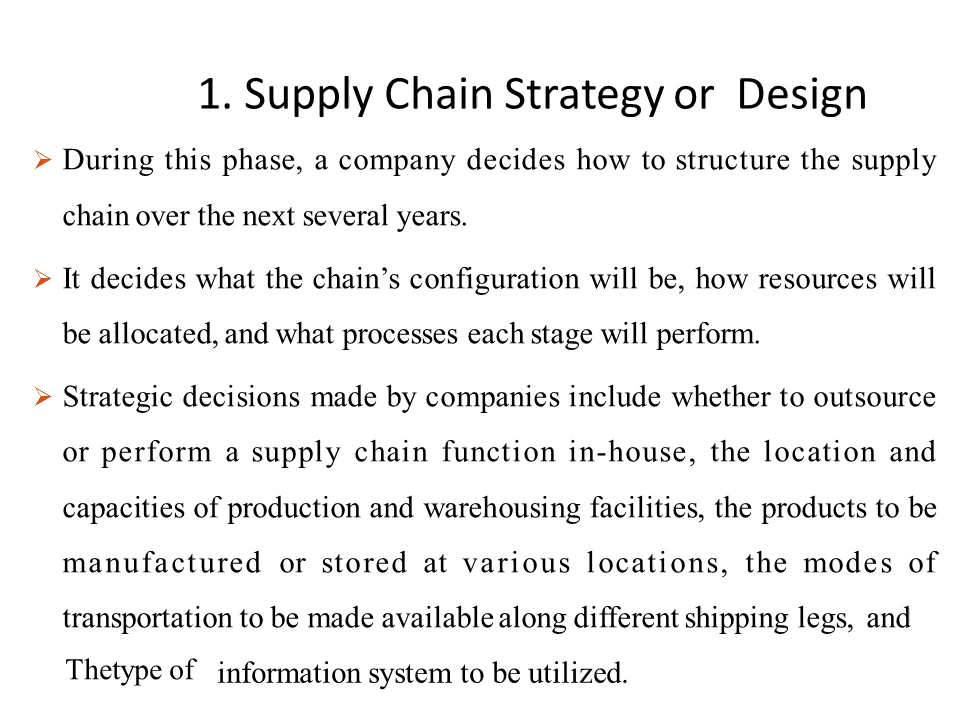 1. Supply Chain Strategy or Design
➢ During this phase, a company decides how to structure the supply
chain over the next several years.
➢ It decides what the chain’s configuration will be, how resources will
be allocated, and what processes each stage will perform.
➢ Strategic decisions made by companies include whether to outsource
or perform a supply chain function in-house, the location and
capacities of production and warehousing facilities, the products to be
manufactured or stored at various locations, the modes of
transportation to be made available along different shipping legs, and
Thetype of information system to be utilized.